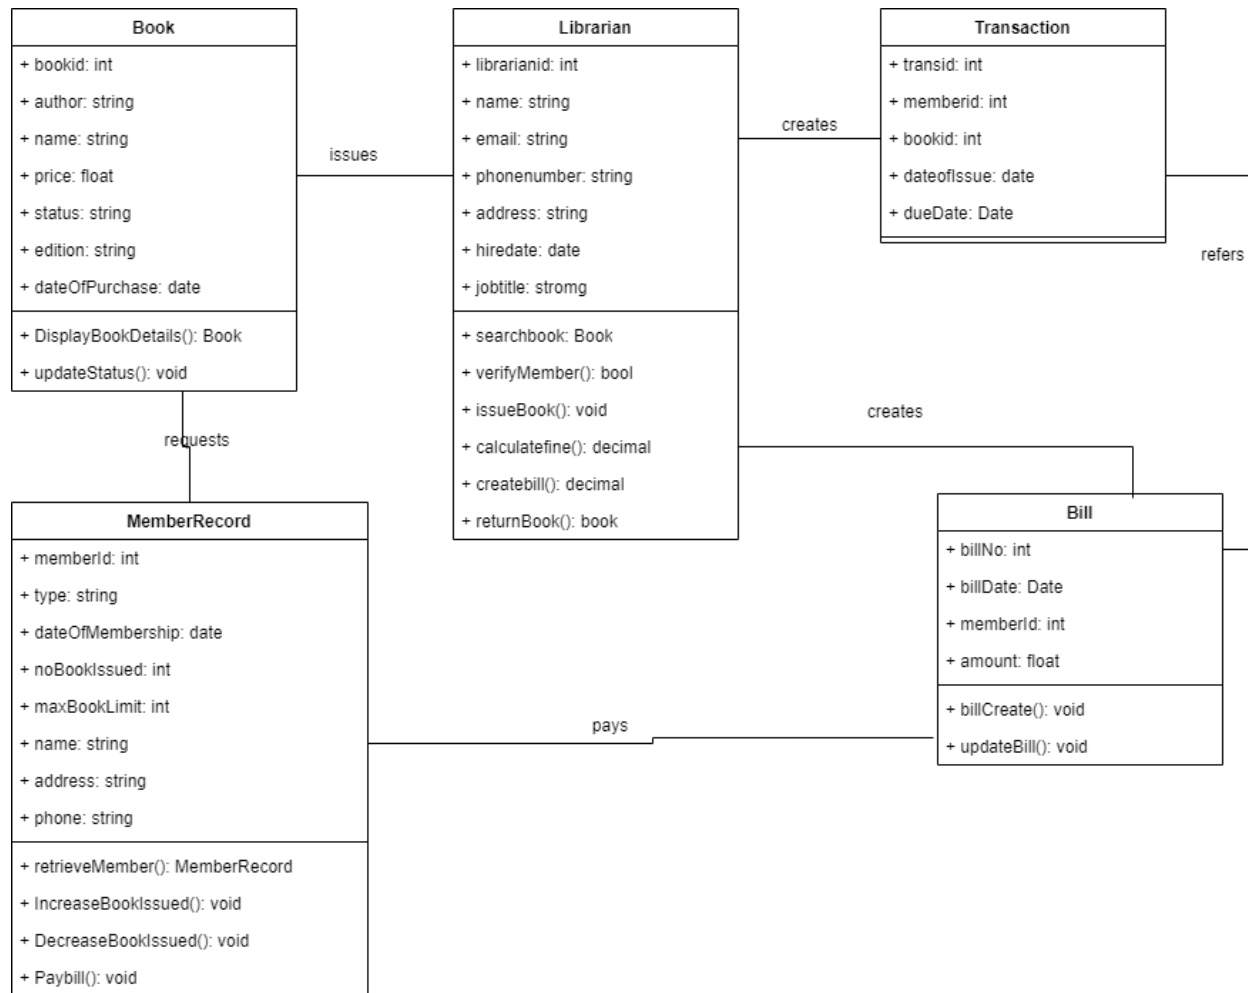 Book
+ bookid: int
+ author: string
+ name: string
+ price: float
+ status: string
+ edition: string
+ dateOfPurchase: date
+ DisplayBookDetails(): Book
+ updateStatus(): void
issues
Librarian
+ librarianid: int
+ name: string
+ email: string
+ phonenumber: string
+ address: string
+ hiredate: date
+ jobtitle: stromg
+ searchbook: Book
+ verifyMember(): bool
+ issueBook(): void
+ calculatefine(): decimal
+ createbill(): decimal
+ returnBook(): book
creates
Transaction
+ transid: int
+ memberid: int
+ bookid: int
+ dateofIssue: date
+ dueDate: Date
refers
requests
creates
MemberRecord
+ memberId: int
+ type: string
+ dateOfMembership: date
+ noBookIssued: int
+ maxBookLimit: int
+ name: string
+ address: string
+ phone: string
+ retrieveMember(): MemberRecord
+ IncreaseBookIssued(): void
+ DecreaseBookIssued(): void
+ Paybill(): void
pays
Bill
+ billNo: int
+ billDate: Date
+ memberId: int
+ amount: float
+ billCreate(): void
+ updateBill(): void